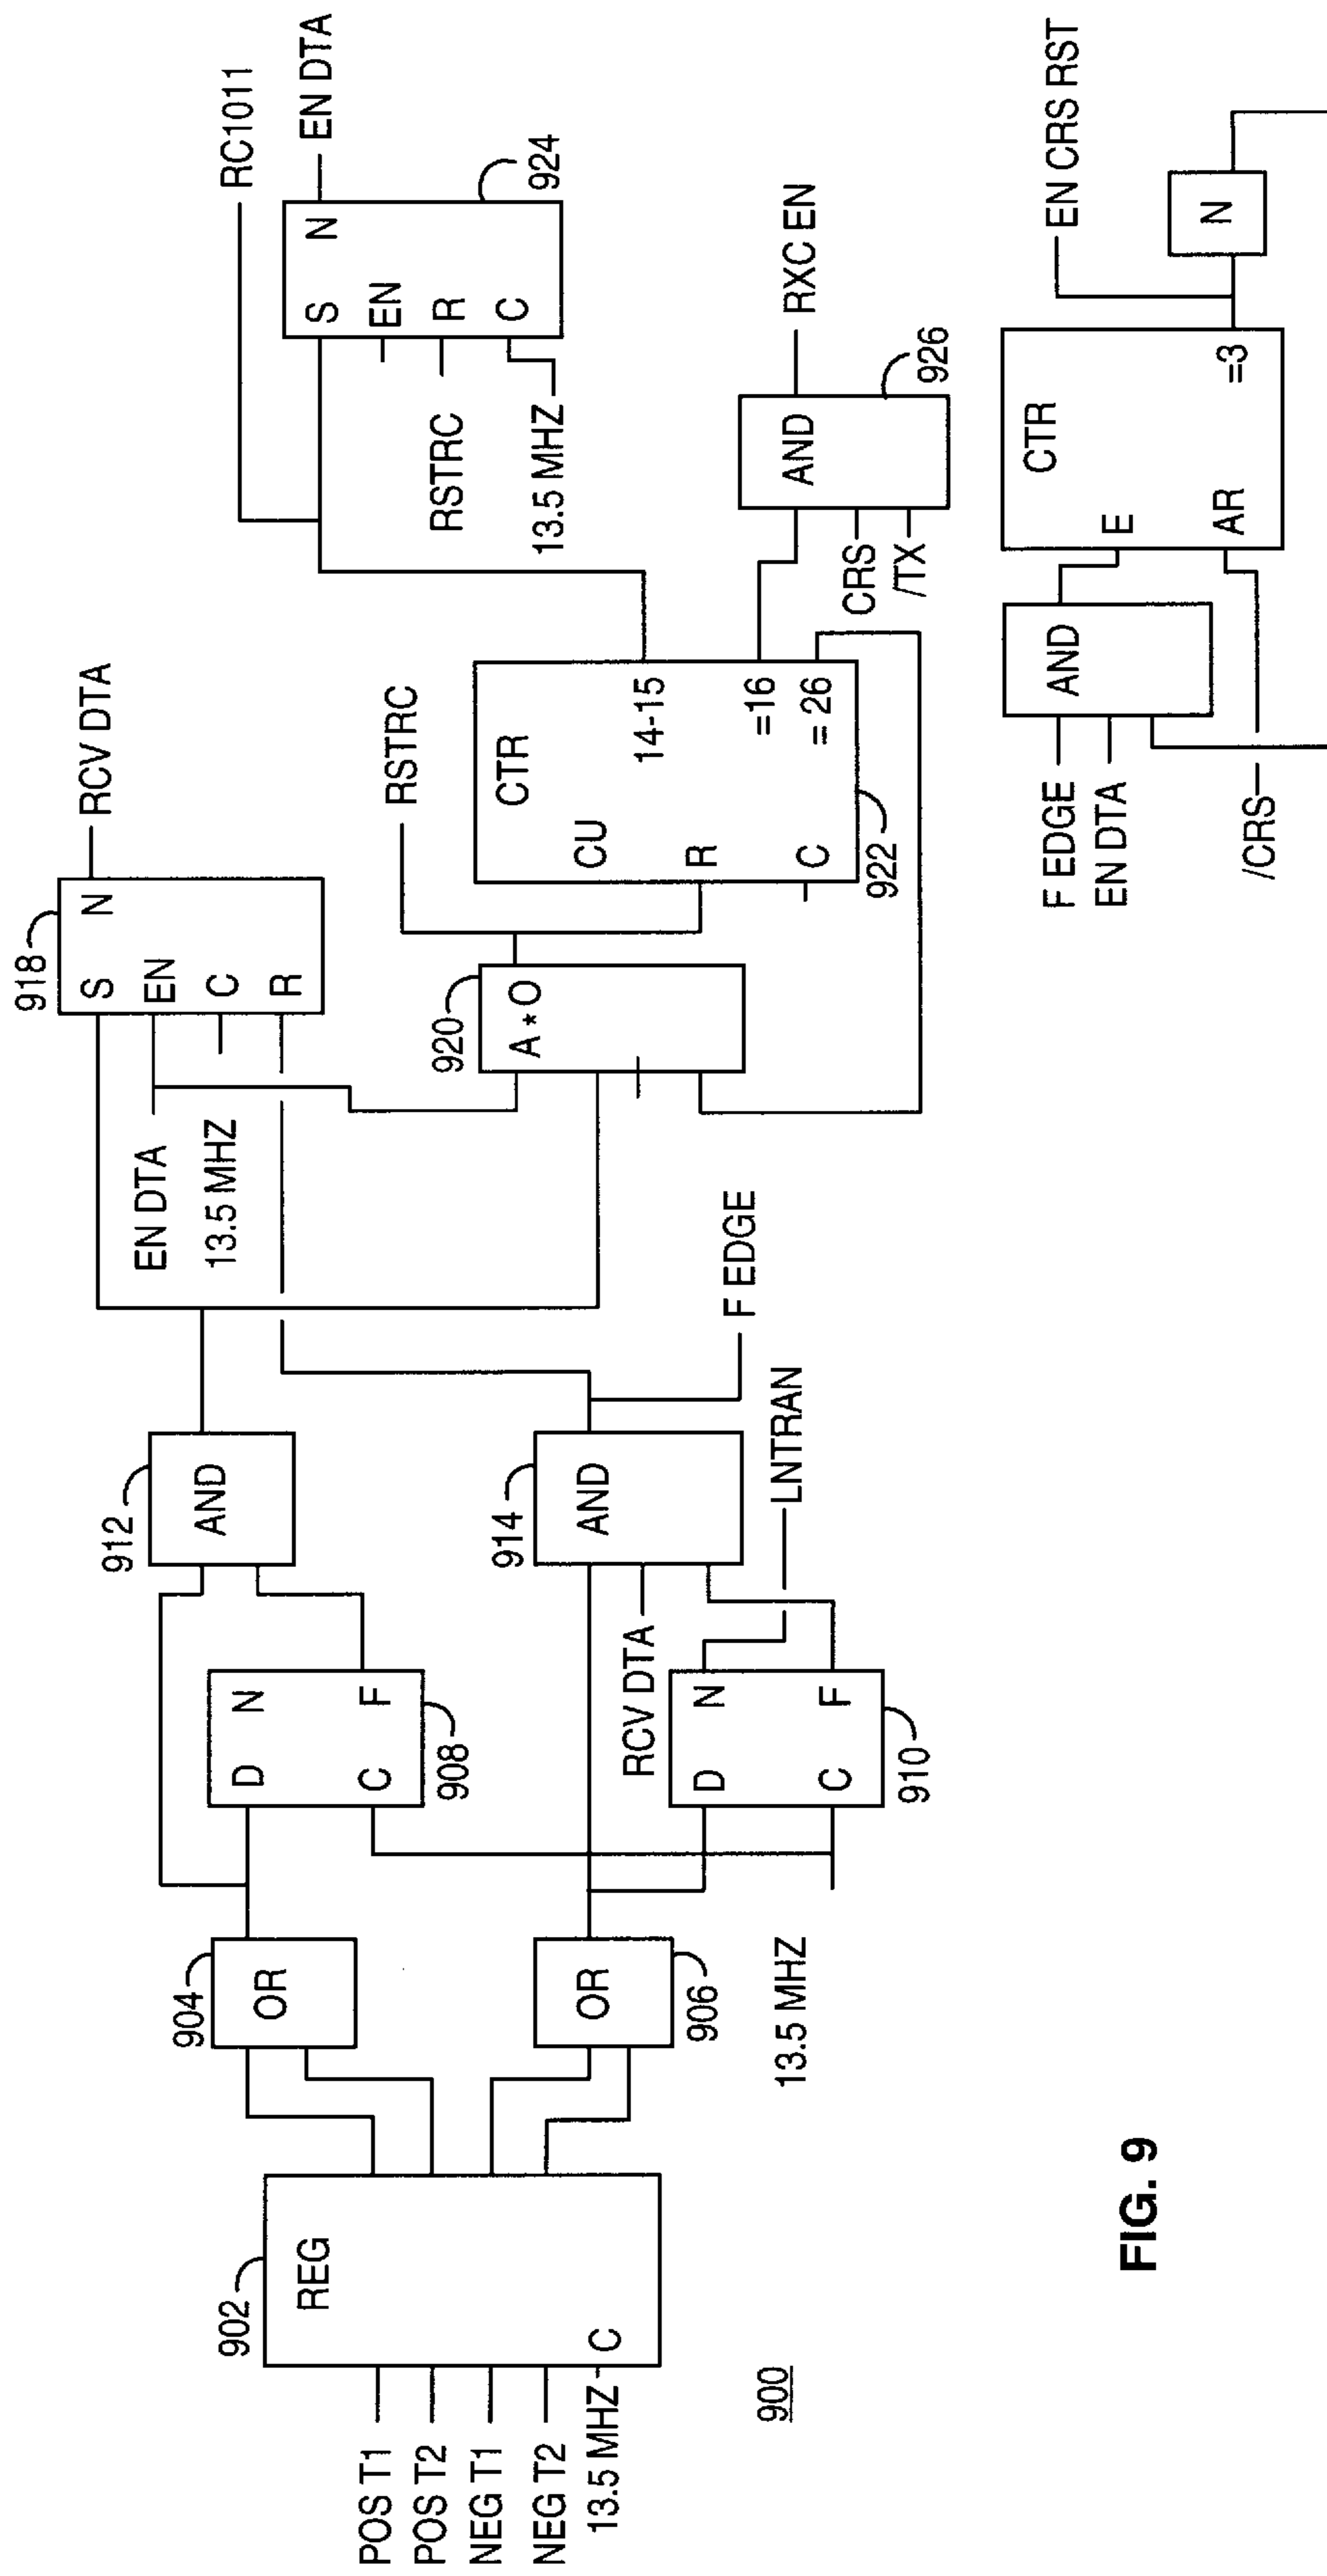 POS T1
POS T2
NEG T1
NEG T2
13.5 MHZ
902
REG
C
900
904
OR
906
OR
13.5 MHZ
D N
C F
908
RCV DTA
D N
C F
910
LNTRAN
912
AND
914
AND
F EDGE
EN DTA
13.5 MHZ
918
S N
EN
C
R
RCV DTA
920
A * O
RSTRC
CTR
CU
R
C
14-15
=16
= 26
922
RC1011
S N
EN
R
C
924
EN DTA
RSTRC
13.5 MHZ
AND
926
CRS
/TX
RXC EN
F EDGE
EN DTA
/CRS
AND
CTR
E
AR
=3
N
EN CRS RST
FIG. 9